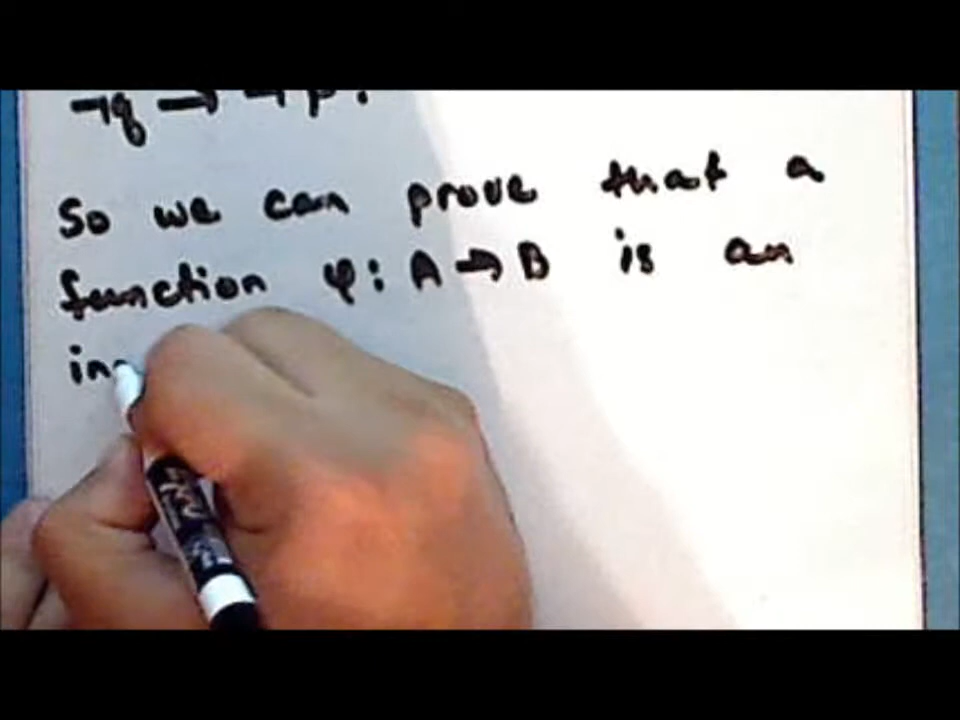 ¬q → ¬p.
So we can prove that a
function φ: A → B is an
in